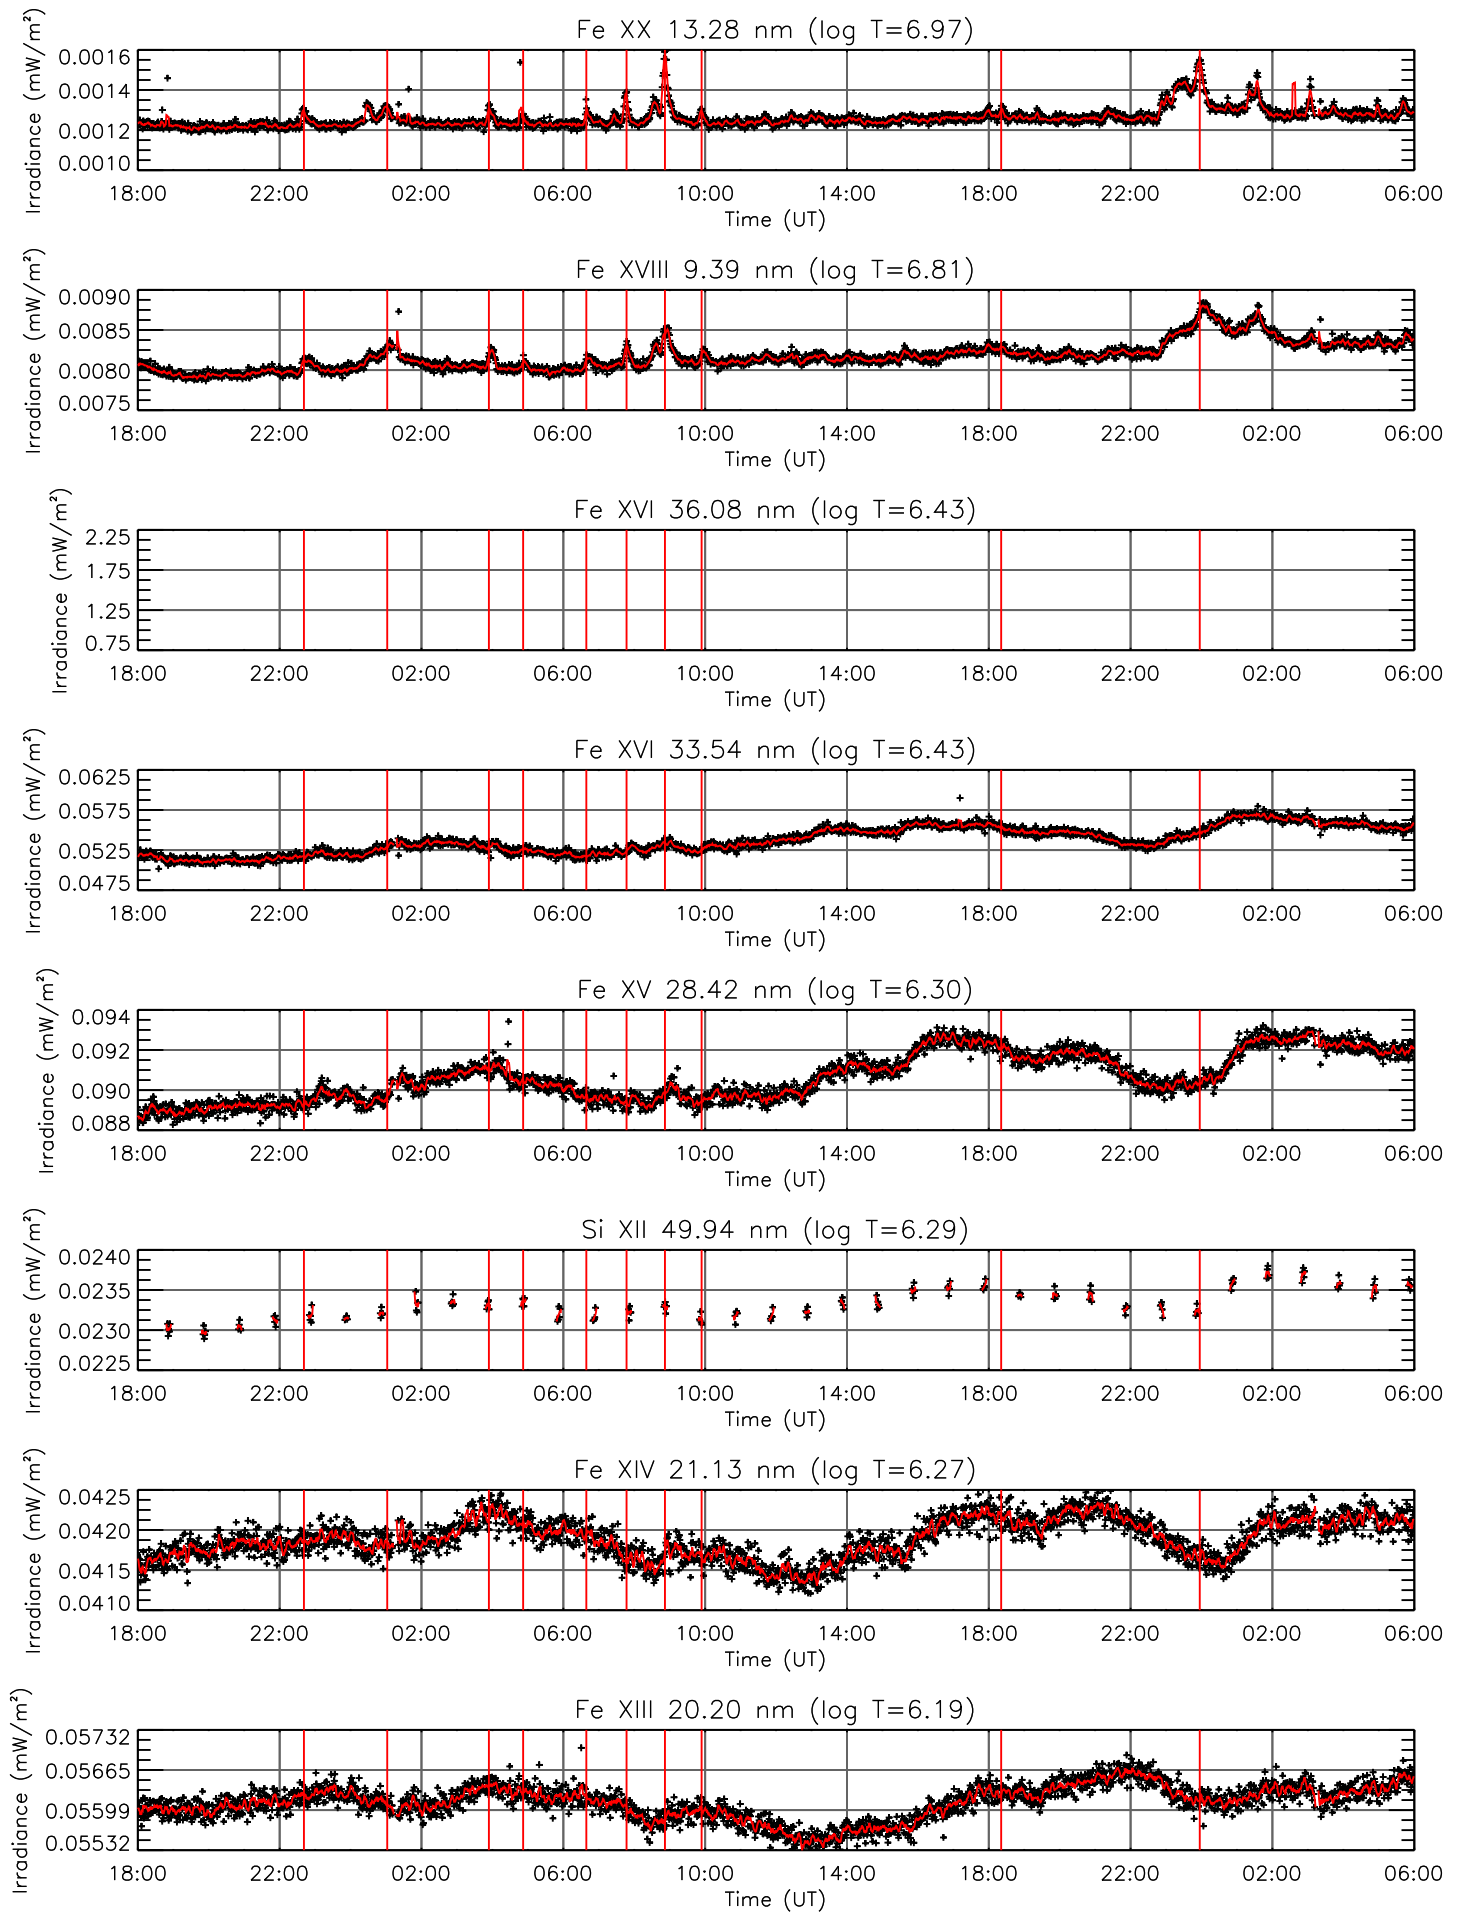 Fe XX 13.28 nm (log T=6.97)
Irradiance (mW/m²)
0.0016
0.0014
0.0012
0.0010
18:00 22:00 02:00 06:00 10:00 14:00 18:00 22:00 02:00 06:00
Time (UT)
Fe XVIII 9.39 nm (log T=6.81)
Irradiance (mW/m²)
0.0090
0.0085
0.0080
0.0075
18:00 22:00 02:00 06:00 10:00 14:00 18:00 22:00 02:00 06:00
Time (UT)
Fe XVI 36.08 nm (log T=6.43)
Irradiance (mW/m²)
2.25
1.75
1.25
0.75
18:00 22:00 02:00 06:00 10:00 14:00 18:00 22:00 02:00 06:00
Time (UT)
Fe XVI 33.54 nm (log T=6.43)
Irradiance (mW/m²)
0.0625
0.0575
0.0525
0.0475
18:00 22:00 02:00 06:00 10:00 14:00 18:00 22:00 02:00 06:00
Time (UT)
Fe XV 28.42 nm (log T=6.30)
Irradiance (mW/m²)
0.094
0.092
0.090
0.088
18:00 22:00 02:00 06:00 10:00 14:00 18:00 22:00 02:00 06:00
Time (UT)
Si XII 49.94 nm (log T=6.29)
Irradiance (mW/m²)
0.0240
0.0235
0.0230
0.0225
18:00 22:00 02:00 06:00 10:00 14:00 18:00 22:00 02:00 06:00
Time (UT)
Fe XIV 21.13 nm (log T=6.27)
Irradiance (mW/m²)
0.0425
0.0420
0.0415
0.0410
18:00 22:00 02:00 06:00 10:00 14:00 18:00 22:00 02:00 06:00
Time (UT)
Fe XIII 20.20 nm (log T=6.19)
Irradiance (mW/m²)
0.05732
0.05665
0.05599
0.05532
18:00 22:00 02:00 06:00 10:00 14:00 18:00 22:00 02:00 06:00
Time (UT)